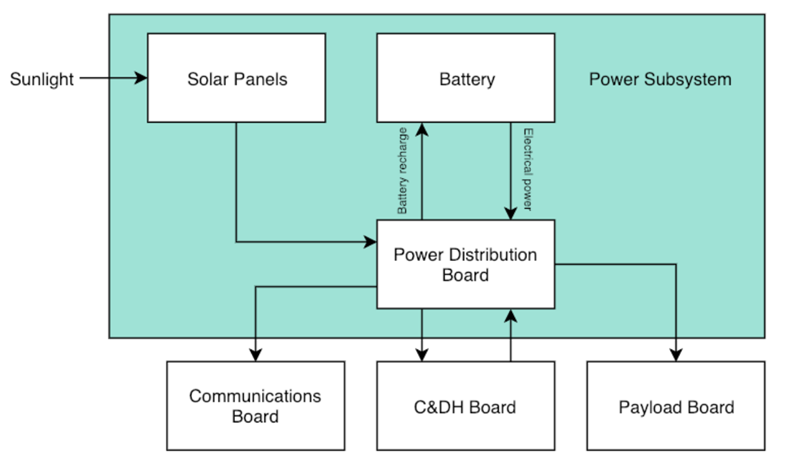 Sunlight
Solar Panels
Battery
Power Subsystem
Battery recharge
Electrical power
Power Distribution
Board
Communications
Board
C&DH Board
Payload Board